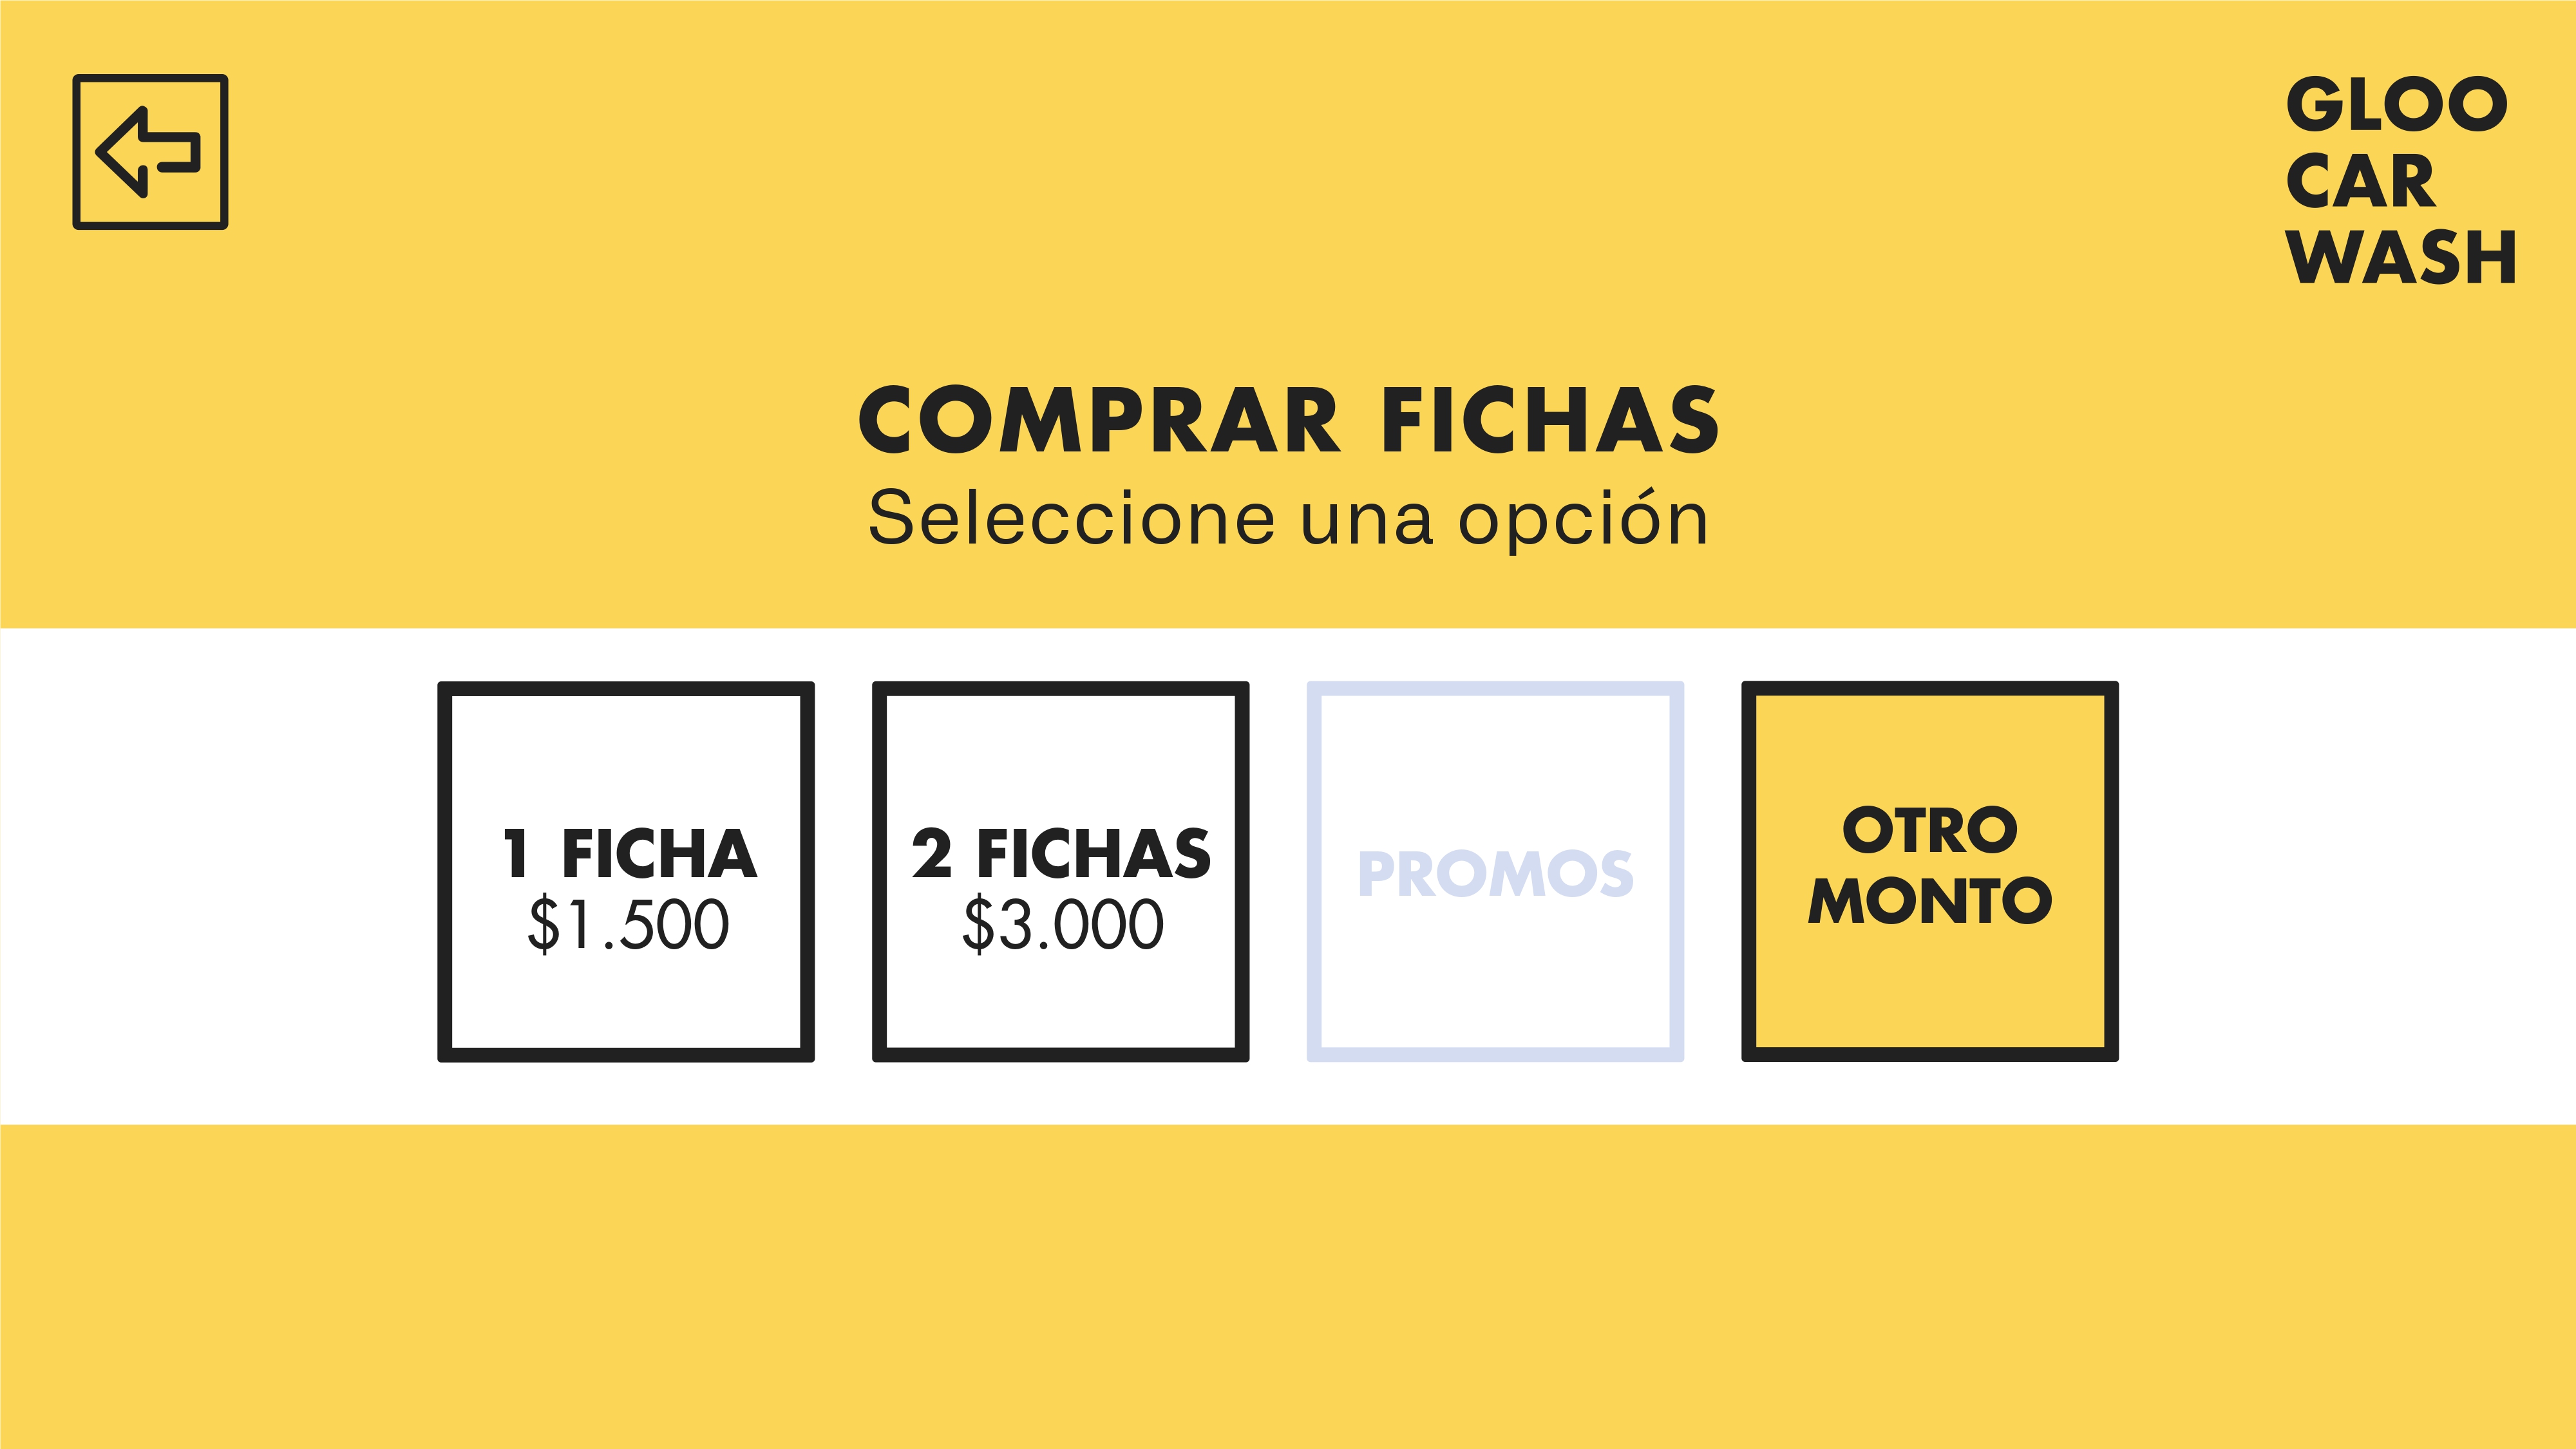 GLOO
CAR
WASH
COMPRAR FICHAS
Seleccione una opción
1 FICHA
$1.500
2 FICHAS
$3.000
PROMOS
OTRO
MONTO